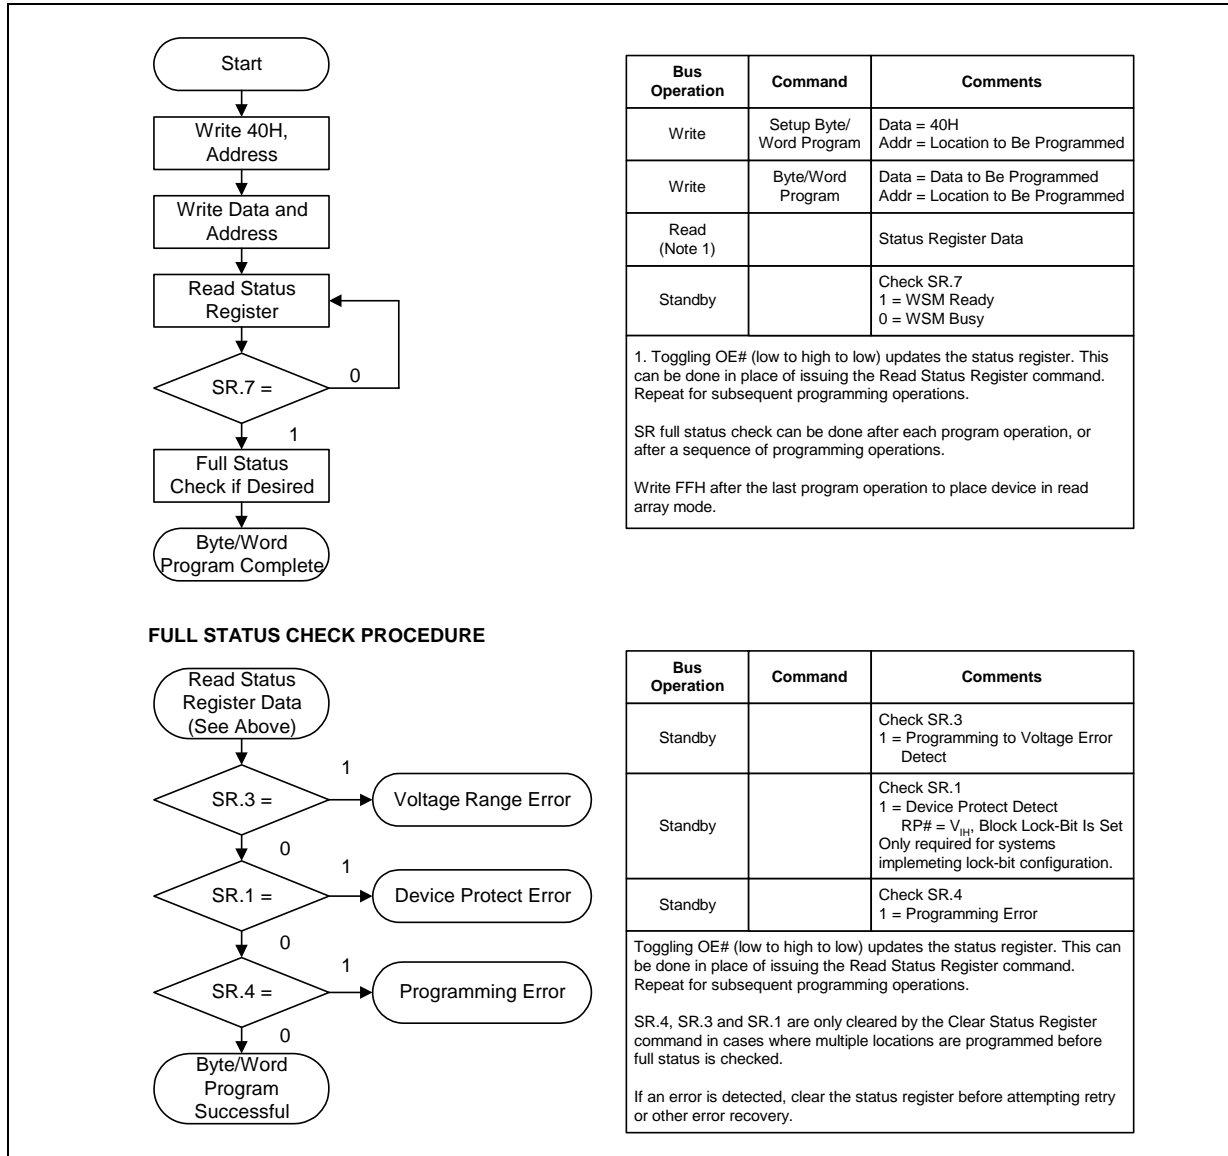 Start
Write 40H,
Address
Write Data and
Address
Read Status
Register
SR.7 =
0
1
Full Status
Check if Desired
Byte/Word
Program Complete
Bus
Operation
Command
Comments
Write
Setup Byte/
Word Program
Data = 40H
Addr = Location to Be Programmed
Write
Byte/Word
Program
Data = Data to Be Programmed
Addr = Location to Be Programmed
Read
(Note 1)
Status Register Data
Standby
Check SR.7
1 = WSM Ready
0 = WSM Busy
1. Toggling OE# (low to high to low) updates the status register. This
can be done in place of issuing the Read Status Register command.
Repeat for subsequent programming operations.
SR full status check can be done after each program operation, or
after a sequence of programming operations.
Write FFH after the last program operation to place device in read
array mode.
FULL STATUS CHECK PROCEDURE
Read Status
Register Data
(See Above)
SR.3 =
1
Voltage Range Error
0
SR.1 =
1
Device Protect Error
0
SR.4 =
1
Programming Error
0
Byte/Word
Program
Successful
Bus
Operation
Command
Comments
Standby
Check SR.3
1 = Programming to Voltage Error
Detect
Standby
Check SR.1
1 = Device Protect Detect
RP# = VIH, Block Lock-Bit Is Set
Only required for systems
implemeting lock-bit configuration.
Standby
Check SR.4
1 = Programming Error
Toggling OE# (low to high to low) updates the status register. This can
be done in place of issuing the Read Status Register command.
Repeat for subsequent programming operations.
SR.4, SR.3 and SR.1 are only cleared by the Clear Status Register
command in cases where multiple locations are programmed before
full status is checked.
If an error is detected, clear the status register before attempting retry
or other error recovery.